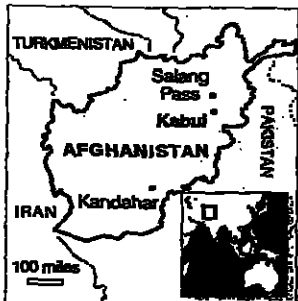 TURKMENISTAN
Salang
Pass
Kabul
PAKISTAN
AFGHANISTAN
Kandahar
IRAN
100 miles